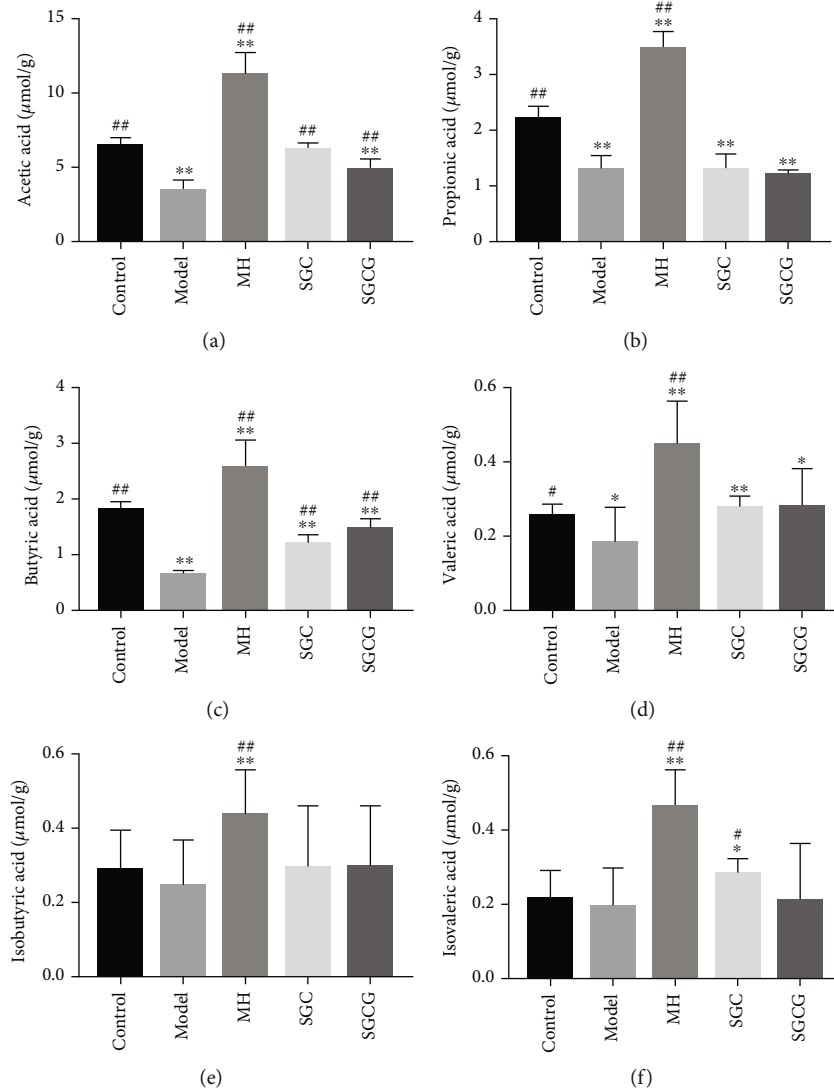 Acetic acid (μmol/g)
15
10
5
0
##
**
##
**
##
##
**
Control
Model
MH
SGC
SGCG
(a)
Propionic acid (μmol/g)
4
3
2
1
0
##
**
##
**
**
**
Control
Model
MH
SGC
SGCG
(b)
Butyric acid (μmol/g)
4
3
2
1
0
##
**
##
**
##
**
##
**
Control
Model
MH
SGC
SGCG
(c)
Valeric acid (μmol/g)
0.6
0.4
0.2
0.0
#
*
##
**
**
*
Control
Model
MH
SGC
SGCG
(d)
Isobutyric acid (μmol/g)
0.6
0.4
0.2
0.0
##
**
Control
Model
MH
SGC
SGCG
(e)
Isovaleric acid (μmol/g)
0.6
0.4
0.2
0.0
##
**
#
*
Control
Model
MH
SGC
SGCG
(f)